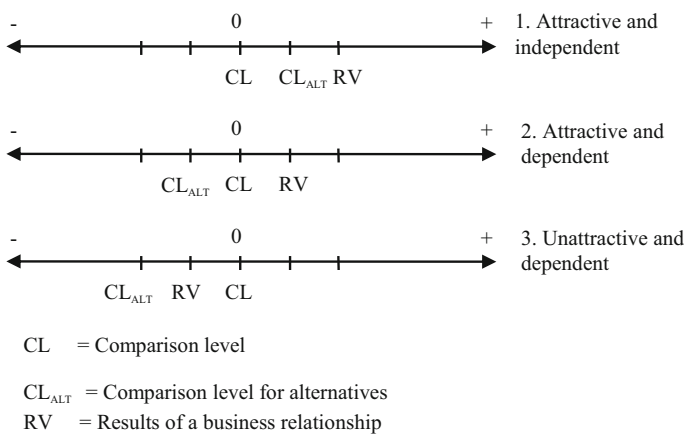 - 0 + 1. Attractive and
independent
CL CL_ALT RV
- 0 + 2. Attractive and
dependent
CL_ALT CL RV
- 0 + 3. Unattractive and
dependent
CL_ALT RV CL
CL = Comparison level
CL_ALT = Comparison level for alternatives
RV = Results of a business relationship